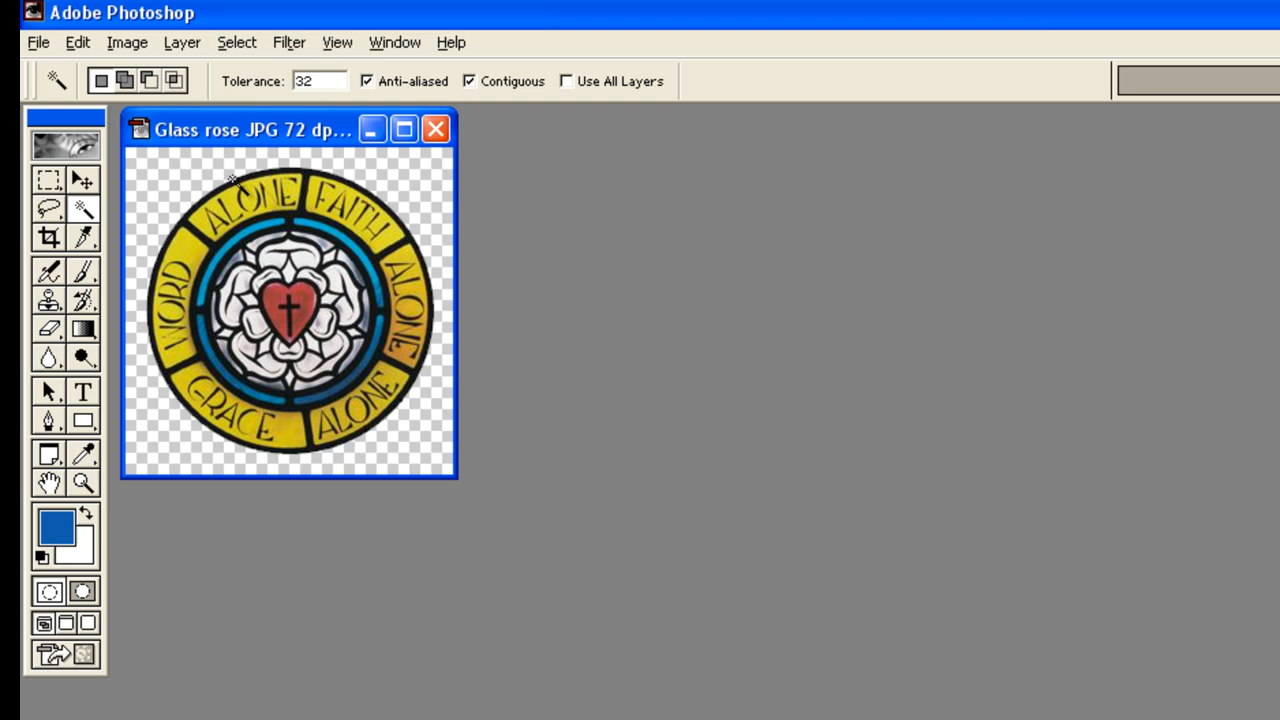 Adobe Photoshop
File Edit Image Layer Select Filter View Window Help
Tolerance: 32 Anti-aliased Contiguous Use All Layers
Glass rose JPG 72 dp...
ALONE FAITH
WORD ALONE
GRACE ALONE
T